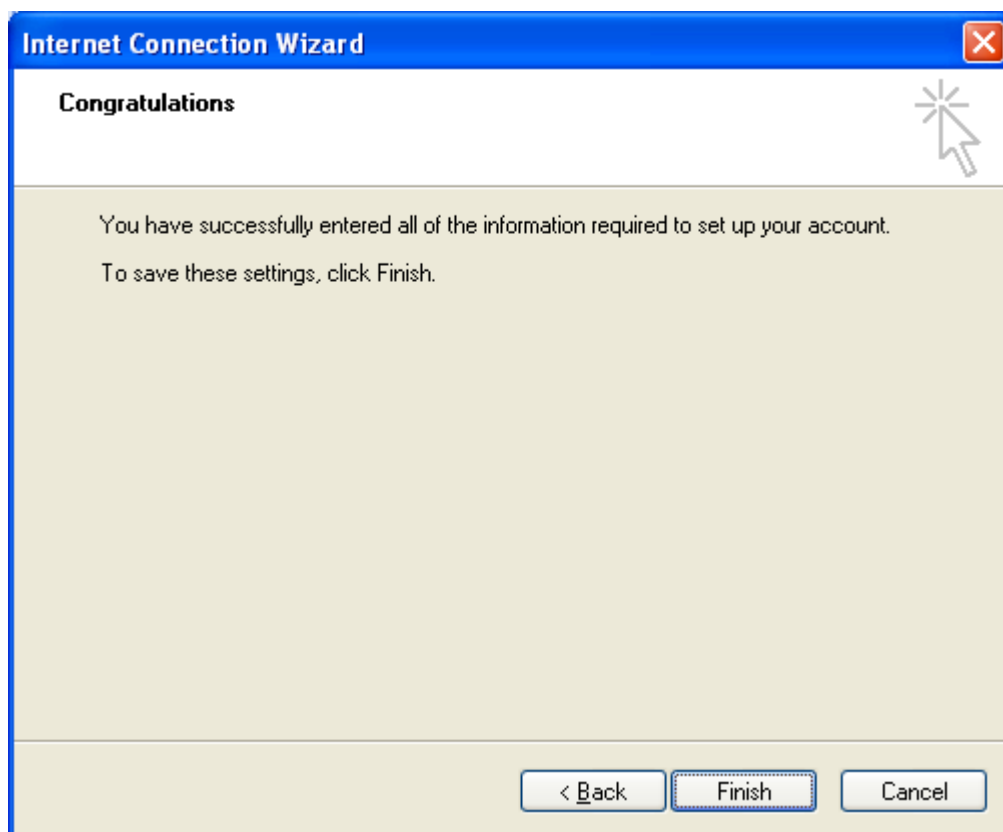 Internet Connection Wizard
Congratulations
You have successfully entered all of the information required to set up your account.
To save these settings, click Finish.
< Back
Finish
Cancel